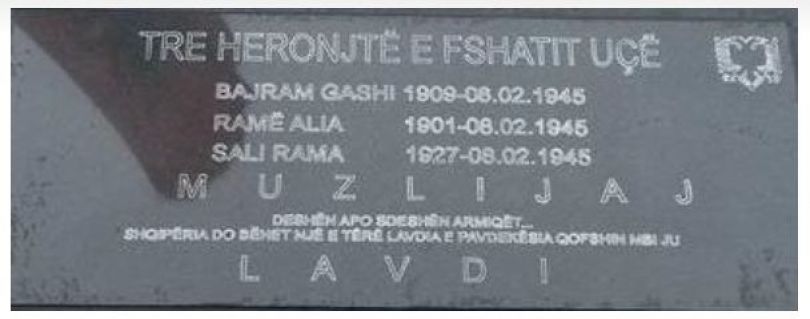 TRE HERONJTË E FSHATIT UÇË
BAJRAM GASHI 1909-08.02.1945
RAMË ALIA 1901-08.02.1945
SALI RAMA 1927-08.02.1945
M U Z L I J A J
DESHËN APO SDESHËN ARMIQËT...
SHQIPËRIA DO BËHET NJË E TËRË LAVDIA E PAVDEKËSIA QOFSHIN MBI JU
L A V D I